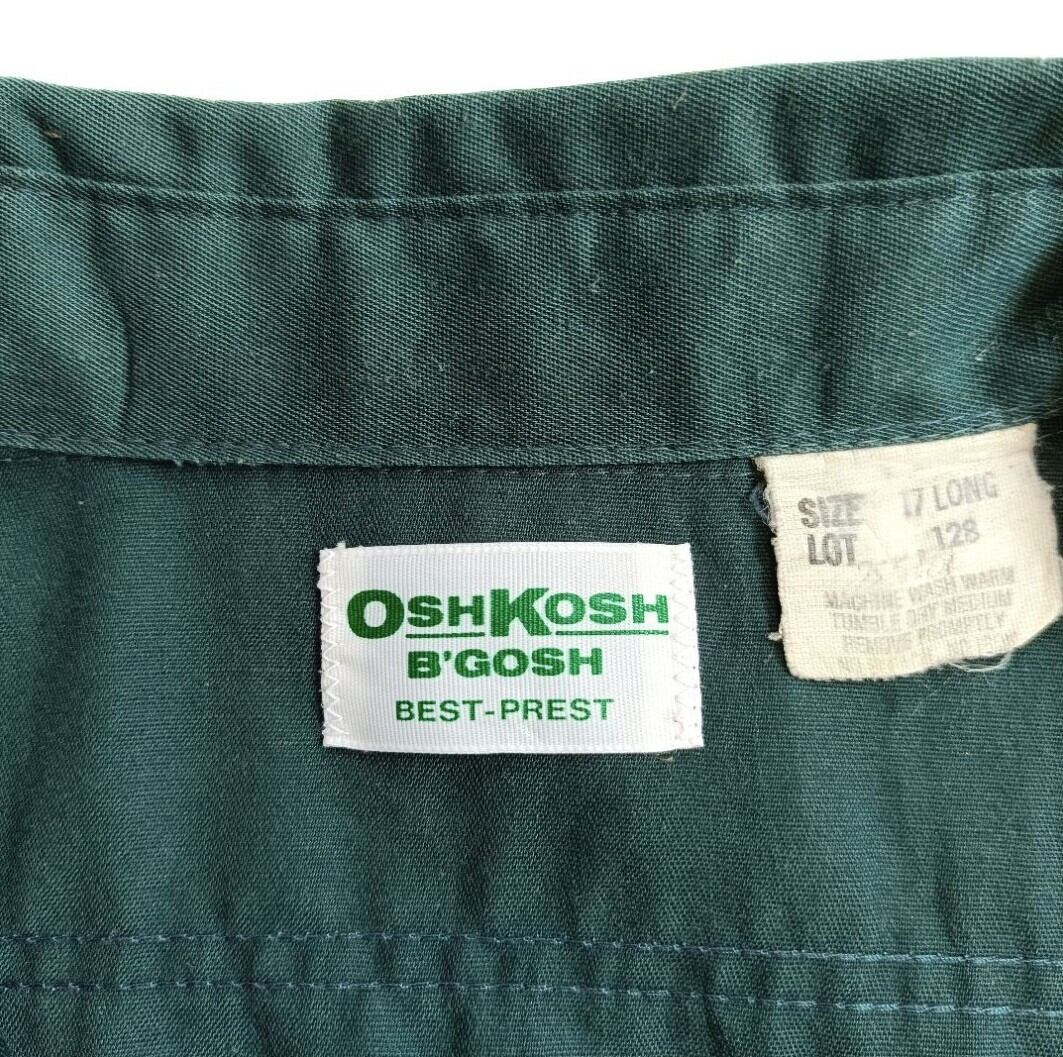 OSHKOSH
B'GOSH
BEST-PREST
SIZE 17 LONG
LOT 128
MACHINE WASH WARM
TUMBLE DRY MEDIUM
REMOVE PROMPTLY